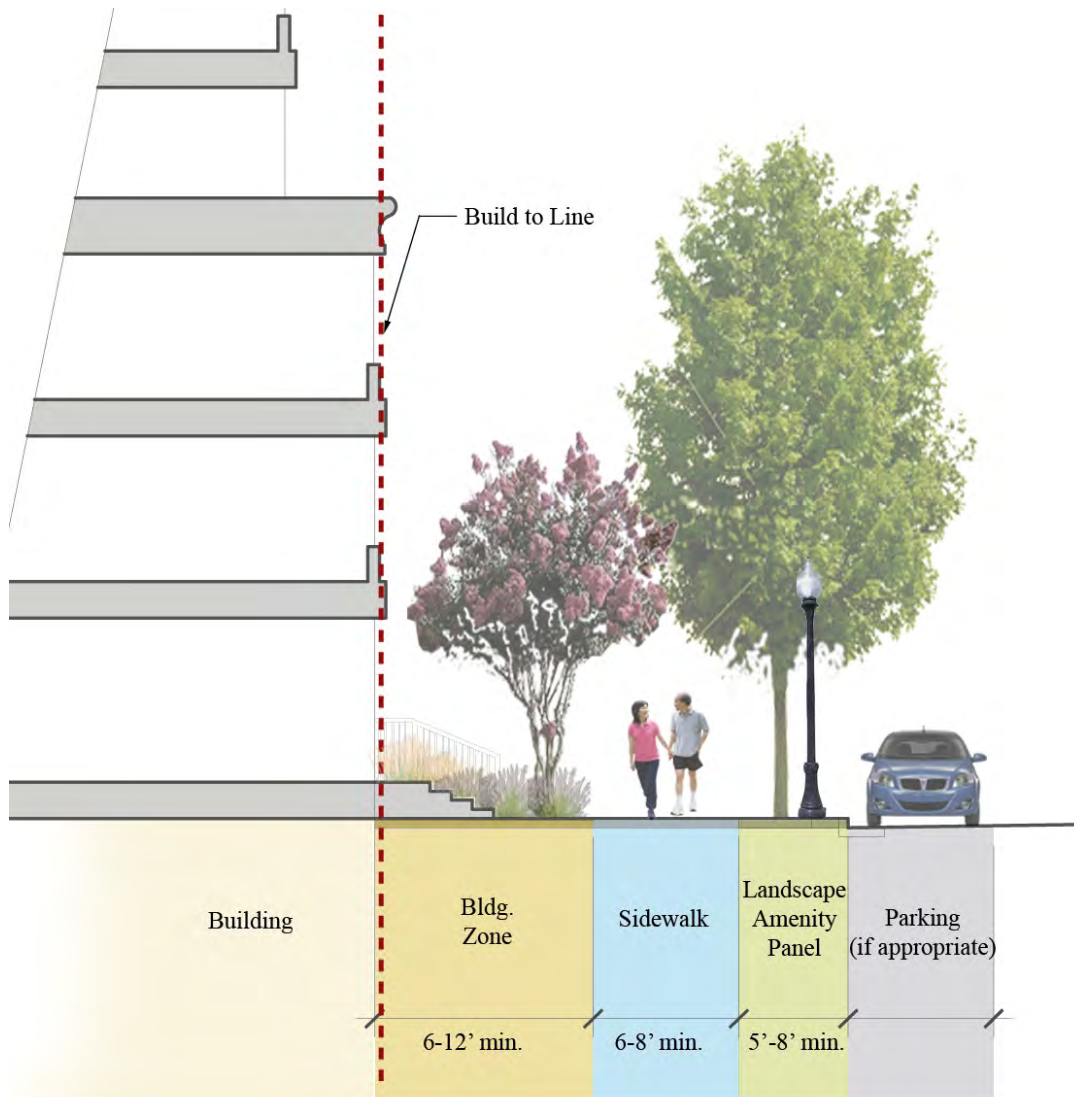 Build to Line
Building
Bldg.
Zone
Sidewalk
Landscape
Amenity
Panel
Parking
(if appropriate)
6-12’ min.
6-8’ min.
5’-8’ min.